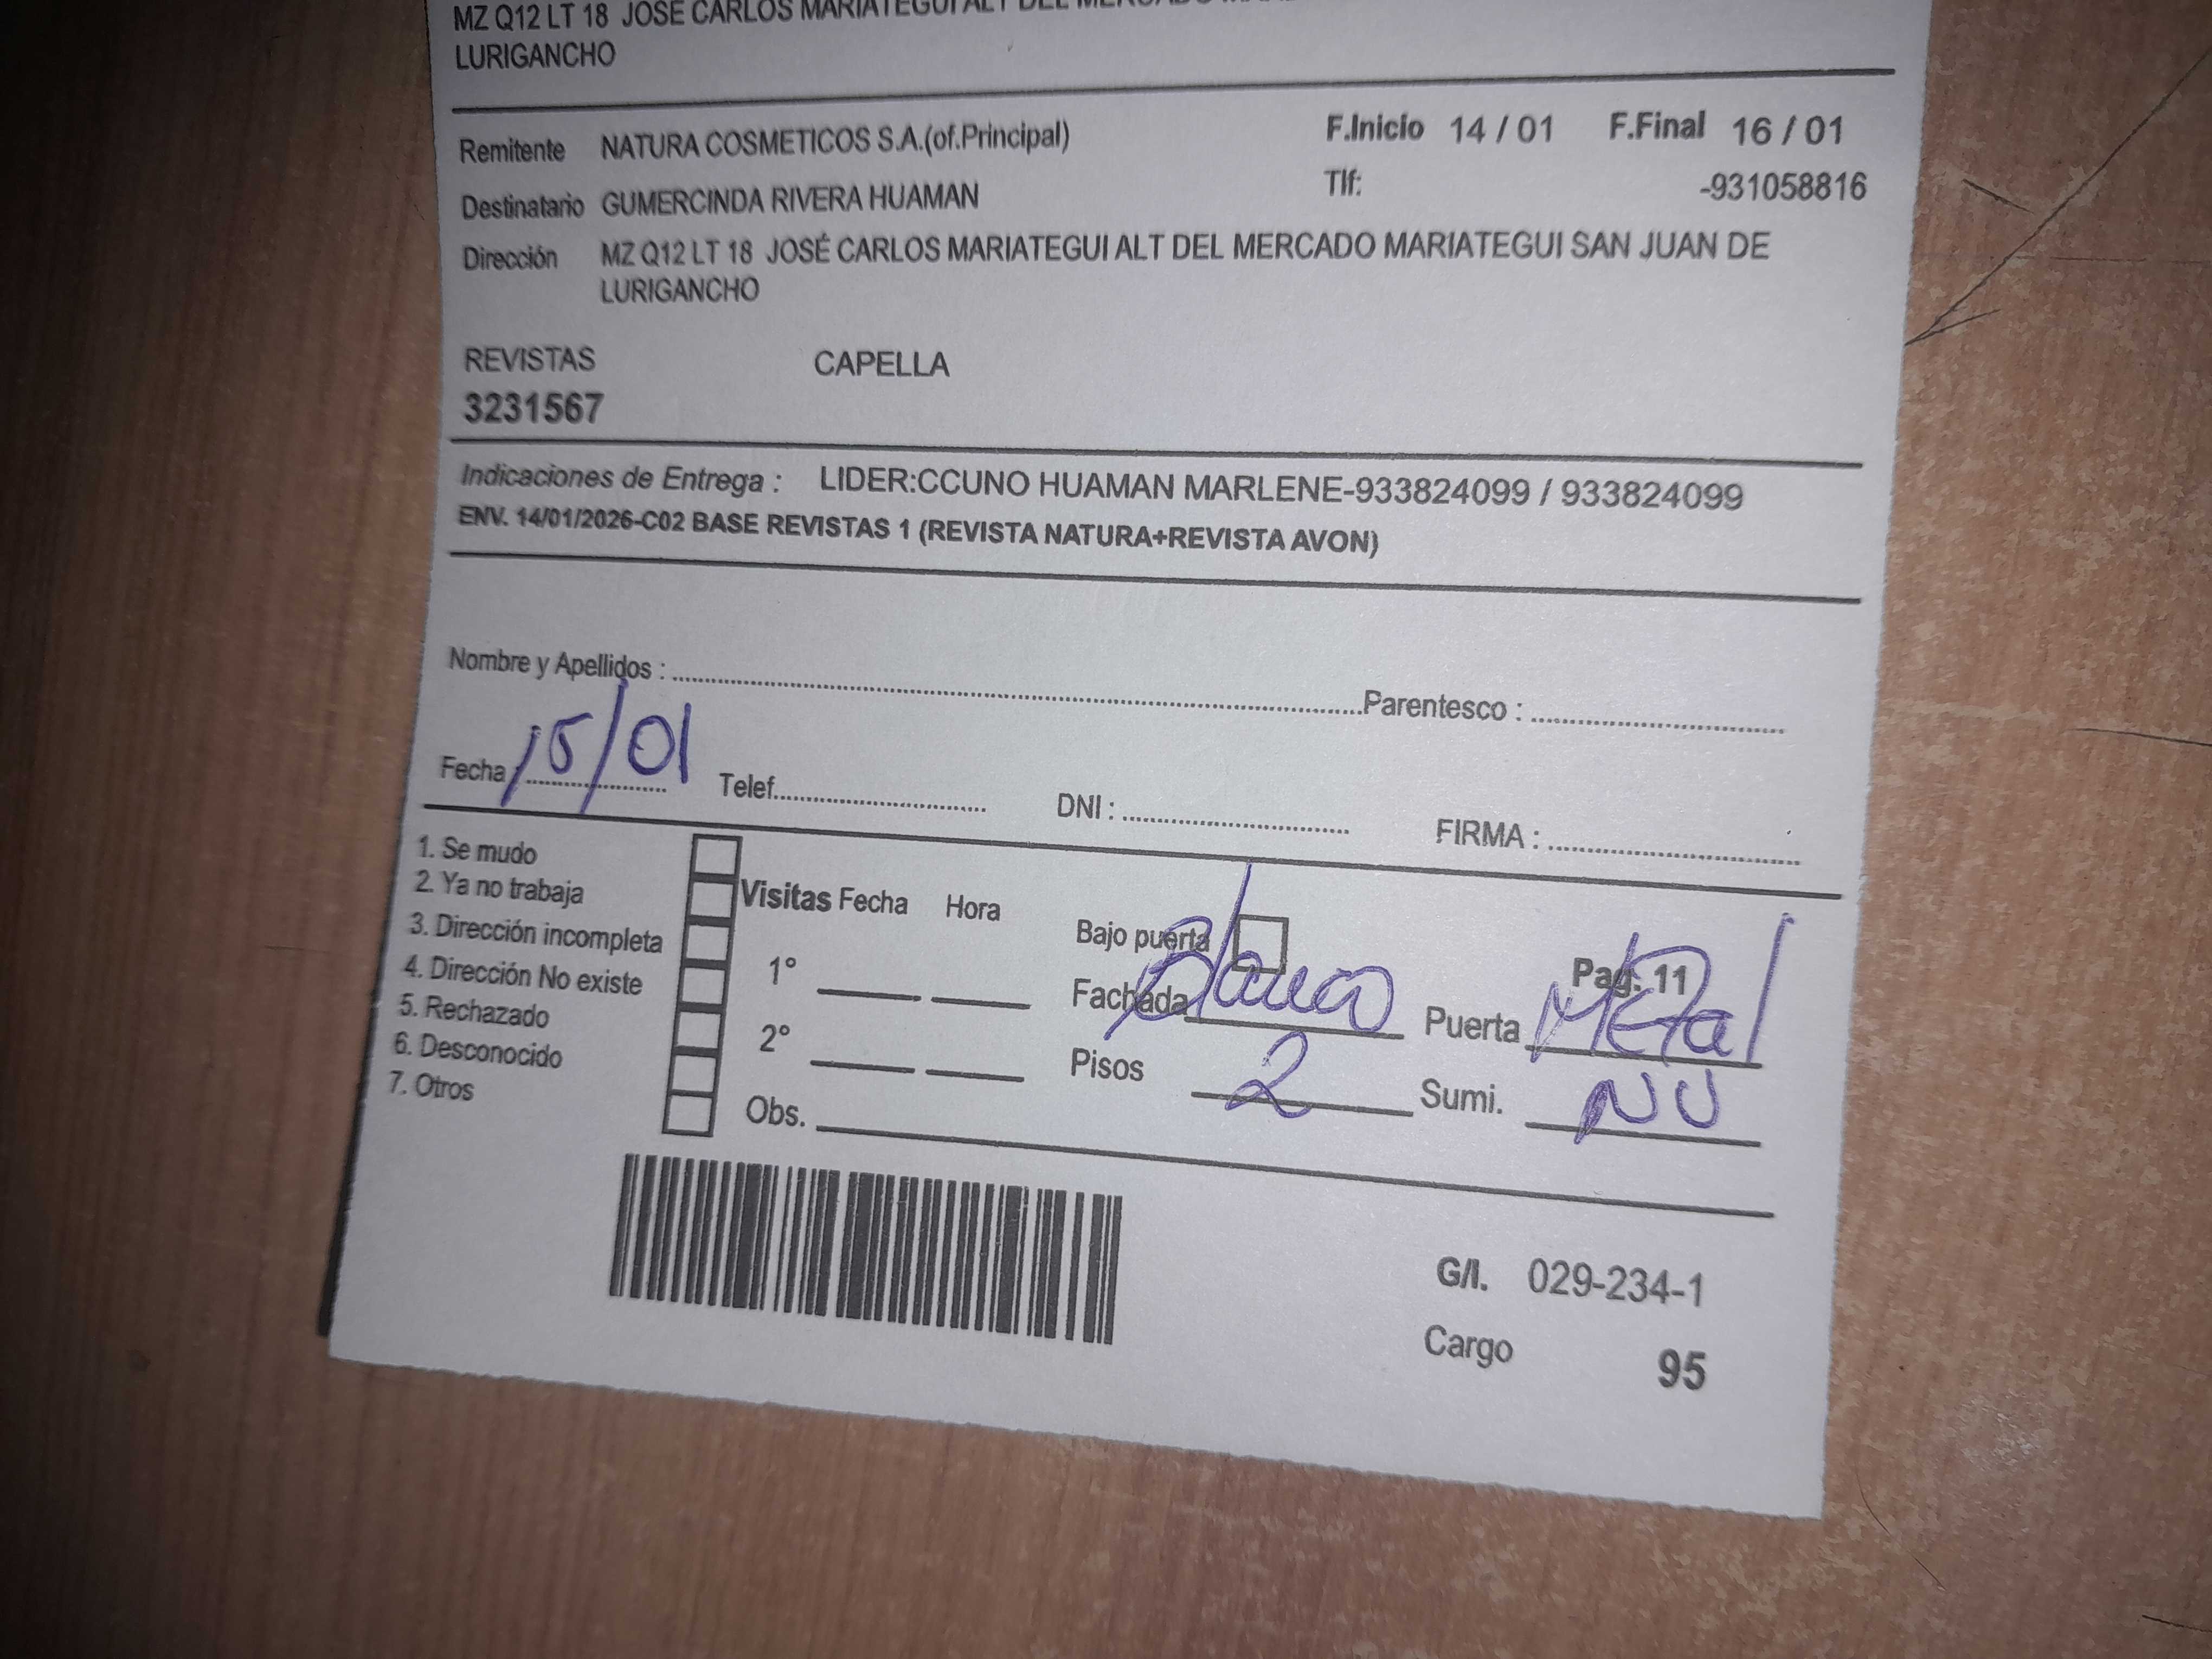 MZ Q12 LT 18 JOSÉ CARLOS MARIATEGUI ALT DEL MERCADO
LURIGANCHO
Remitente NATURA COSMETICOS S.A.(of.Principal) F.Inicio 14 / 01 F.Final 16 / 01
Destinatario GUMERCINDA RIVERA HUAMAN Tlf: -931058816
Dirección MZ Q12 LT 18 JOSÉ CARLOS MARIATEGUI ALT DEL MERCADO MARIATEGUI SAN JUAN DE
LURIGANCHO
REVISTAS CAPELLA
3231567
Indicaciones de Entrega : LIDER:CCUNO HUAMAN MARLENE-933824099 / 933824099
ENV. 14/01/2026-C02 BASE REVISTAS 1 (REVISTA NATURA+REVISTA AVON)
Nombre y Apellidos : Parentesco :
Fecha : 15/01 Telef. DNI : FIRMA :
1. Se mudo
2. Ya no trabaja
3. Dirección incompleta
4. Dirección No existe
5. Rechazado
6. Desconocido
7. Otros
Visitas Fecha Hora
1°
2°
Obs.
Bajo puerta Pag: 11
Fachada Blanco Puerta Metal
Pisos 2 Sumi. NU
G/I. 029-234-1
Cargo 95